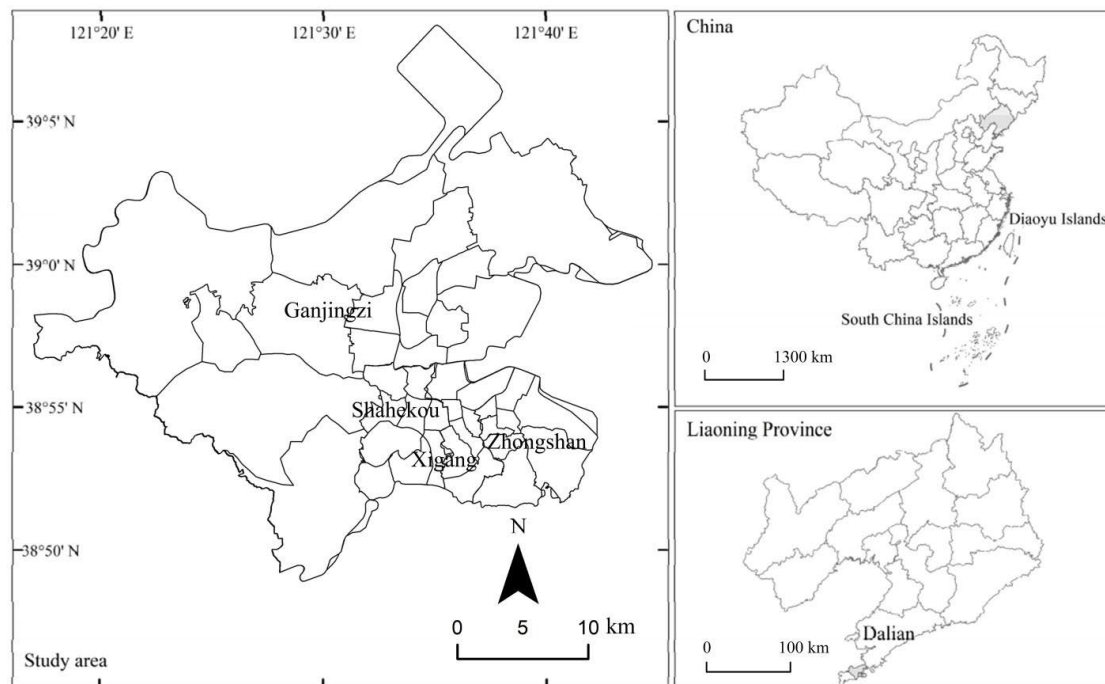 121°20' E
121°30' E
121°40' E
39°5' N
39°0' N
38°55' N
38°50' N
Ganjingzi
Shahekou
Zhongshan
Xigang
N
0 5 10 km
Study area
China
Diaoyu Islands
South China Islands
0 1300 km
Liaoning Province
Dalian
0 100 km